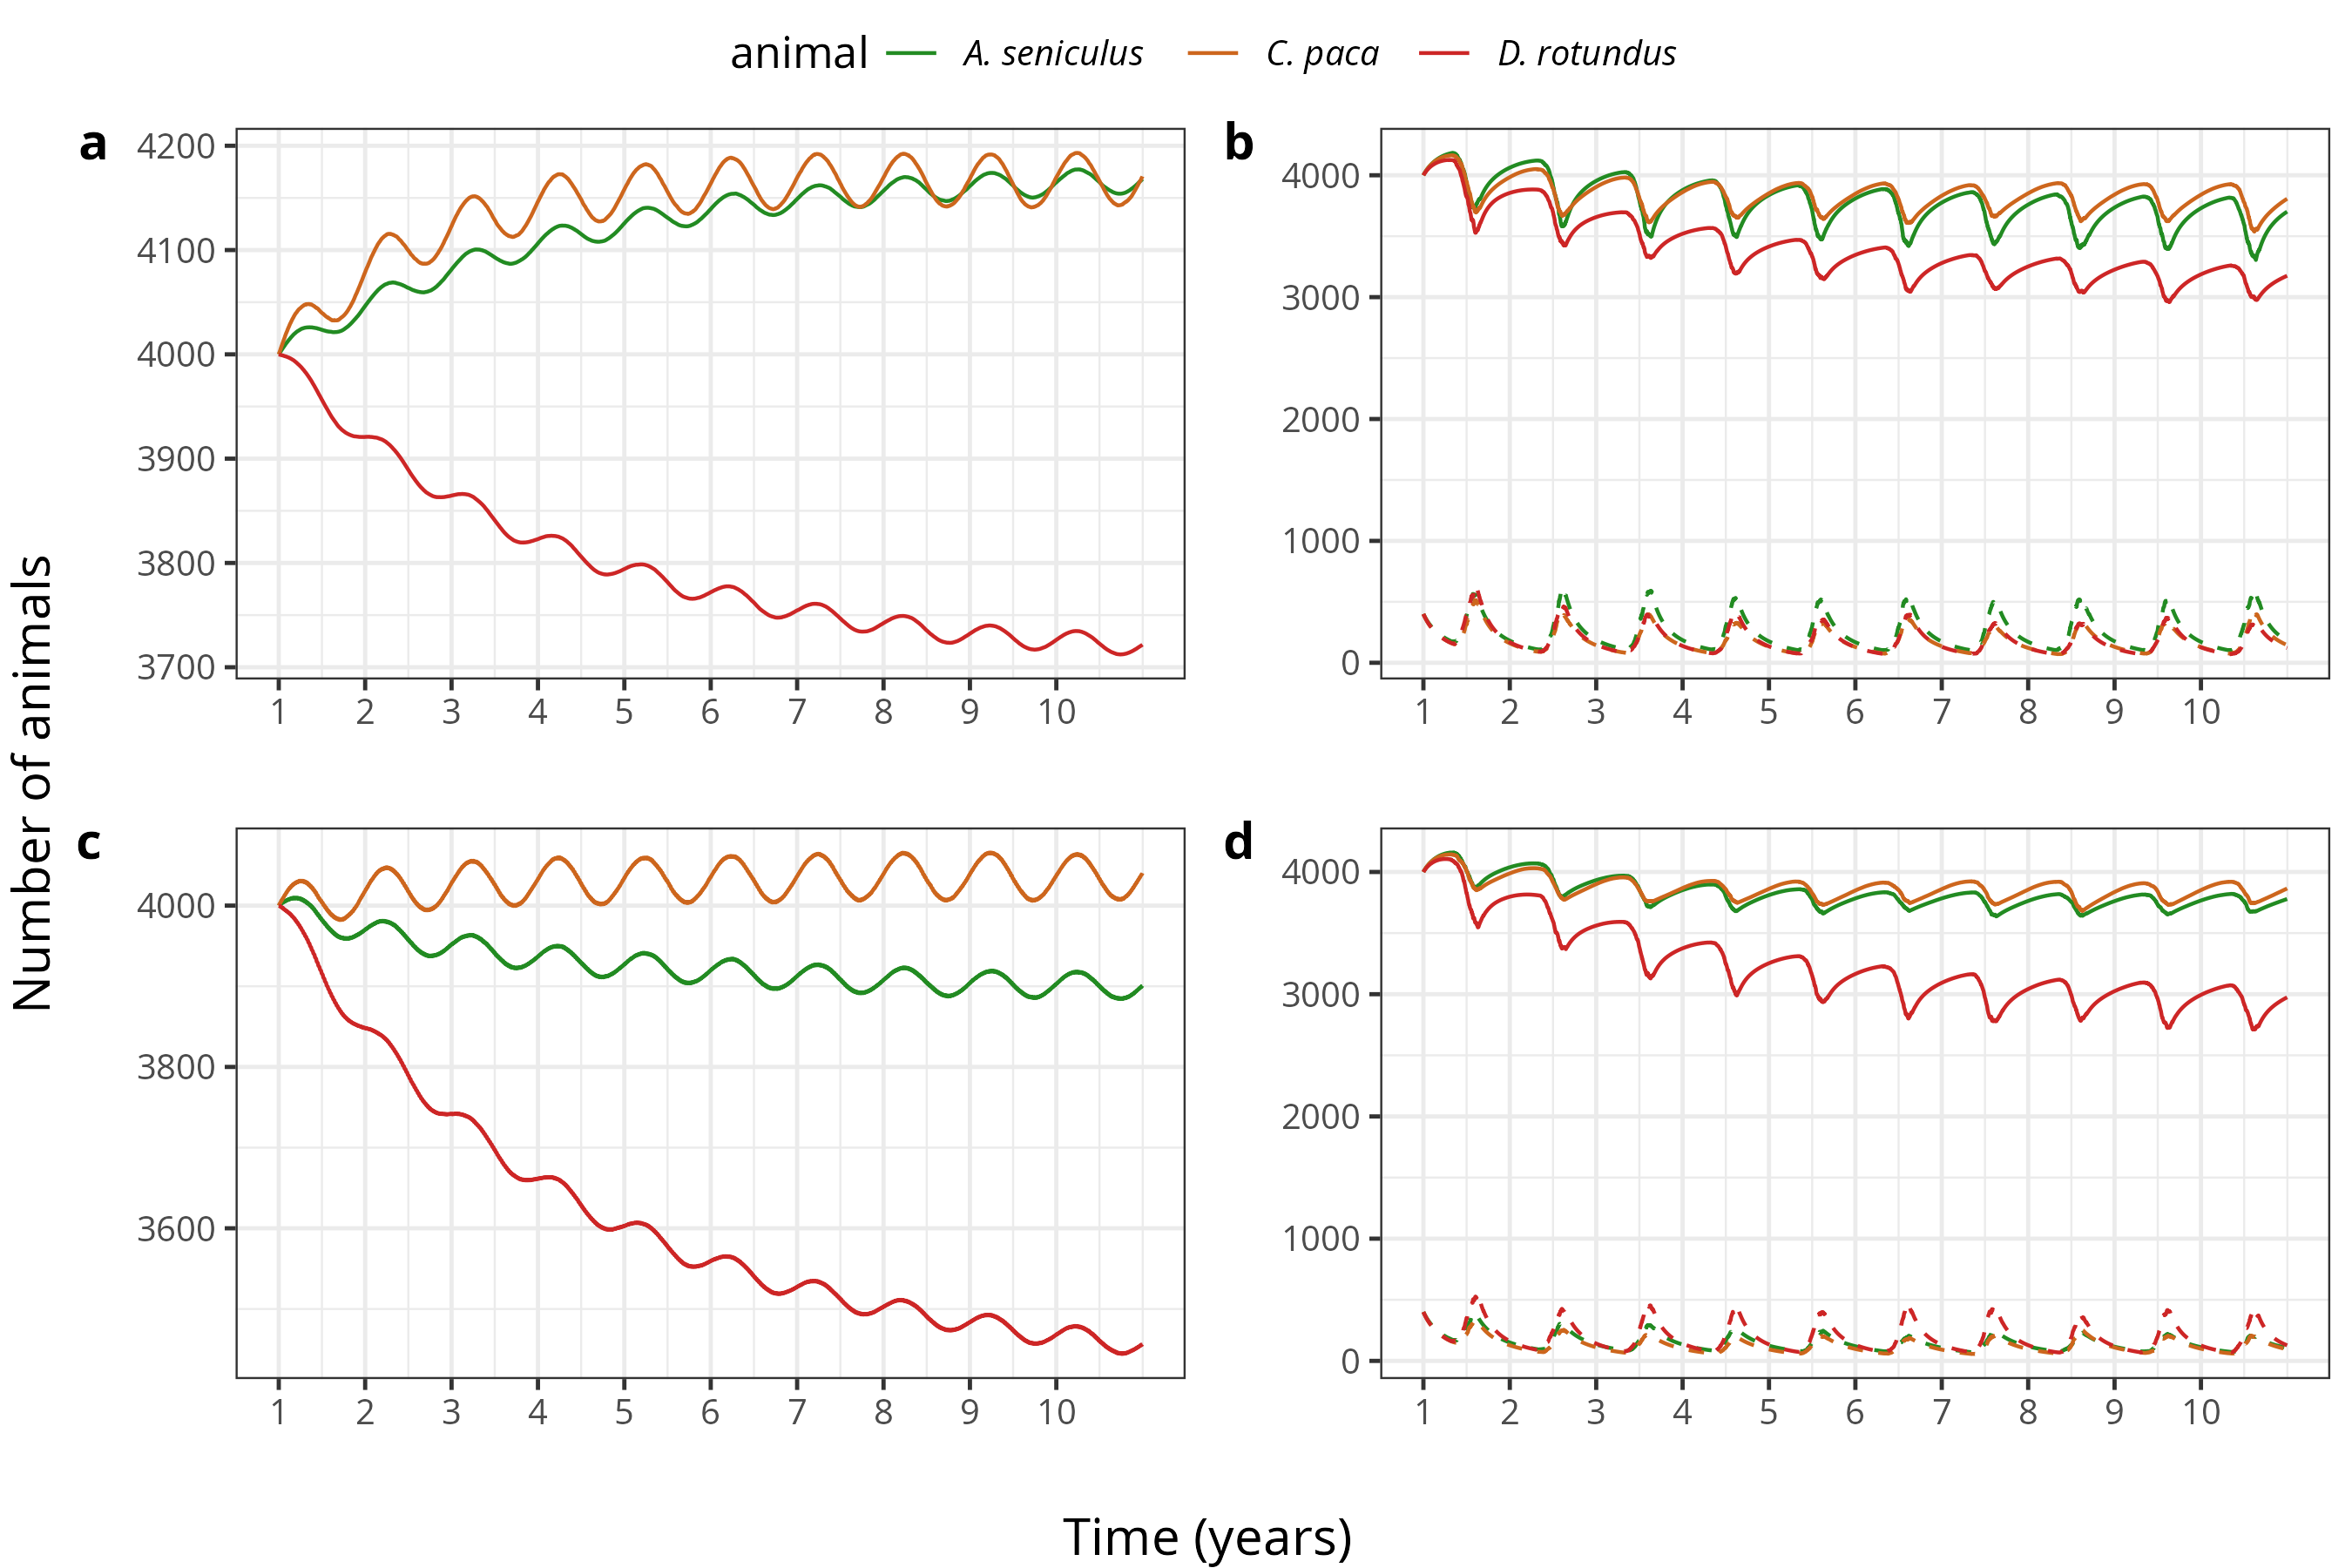 animal A. seniculus C. paca D. rotundus
a
4200
4100
4000
3900
3800
3700
1 2 3 4 5 6 7 8 9 10
b
4000
3000
2000
1000
0
1 2 3 4 5 6 7 8 9 10
Number of animals
c
4000
3800
3600
1 2 3 4 5 6 7 8 9 10
d
4000
3000
2000
1000
0
1 2 3 4 5 6 7 8 9 10
Time (years)